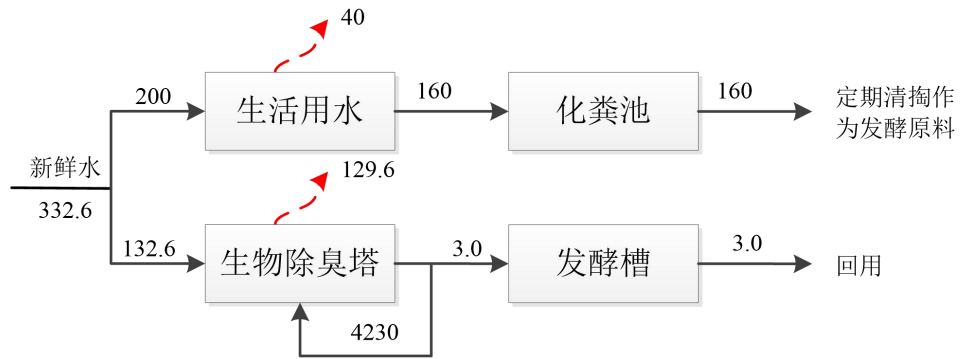 40
200
生活用水
160
化粪池
160
定期清掏作
为发酵原料
新鲜水
332.6
129.6
132.6
生物除臭塔
3.0
发酵槽
3.0
回用
4230